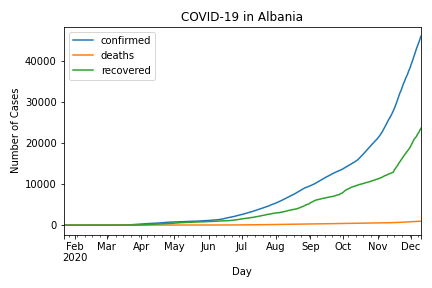 COVID-19 in Albania
confirmed
deaths
recovered
Number of Cases
40000
30000
20000
10000
0
Feb Mar Apr May Jun Jul Aug Sep Oct Nov Dec
2020
Day